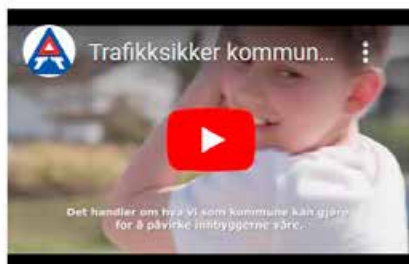 Trafikksikker kommun...
Det handler om hva vi som kommune kan gjøre
for å påvirke innbyggerne våre.